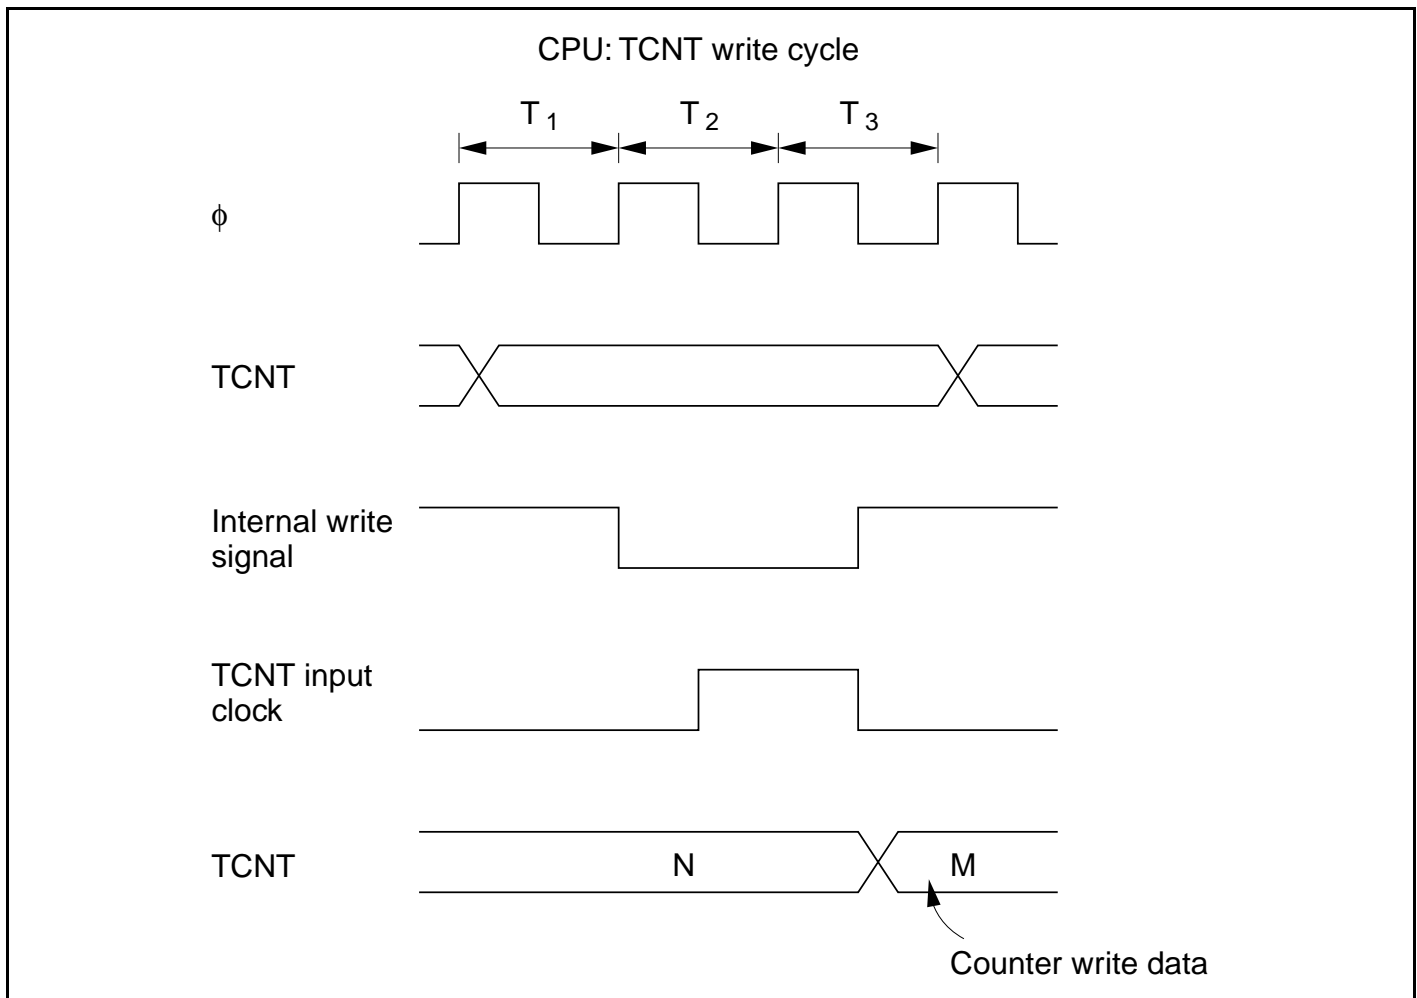 CPU: TCNT write cycle
T1 T2 T3
ϕ
TCNT
Internal write
signal
TCNT input
clock
TCNT N M
Counter write data